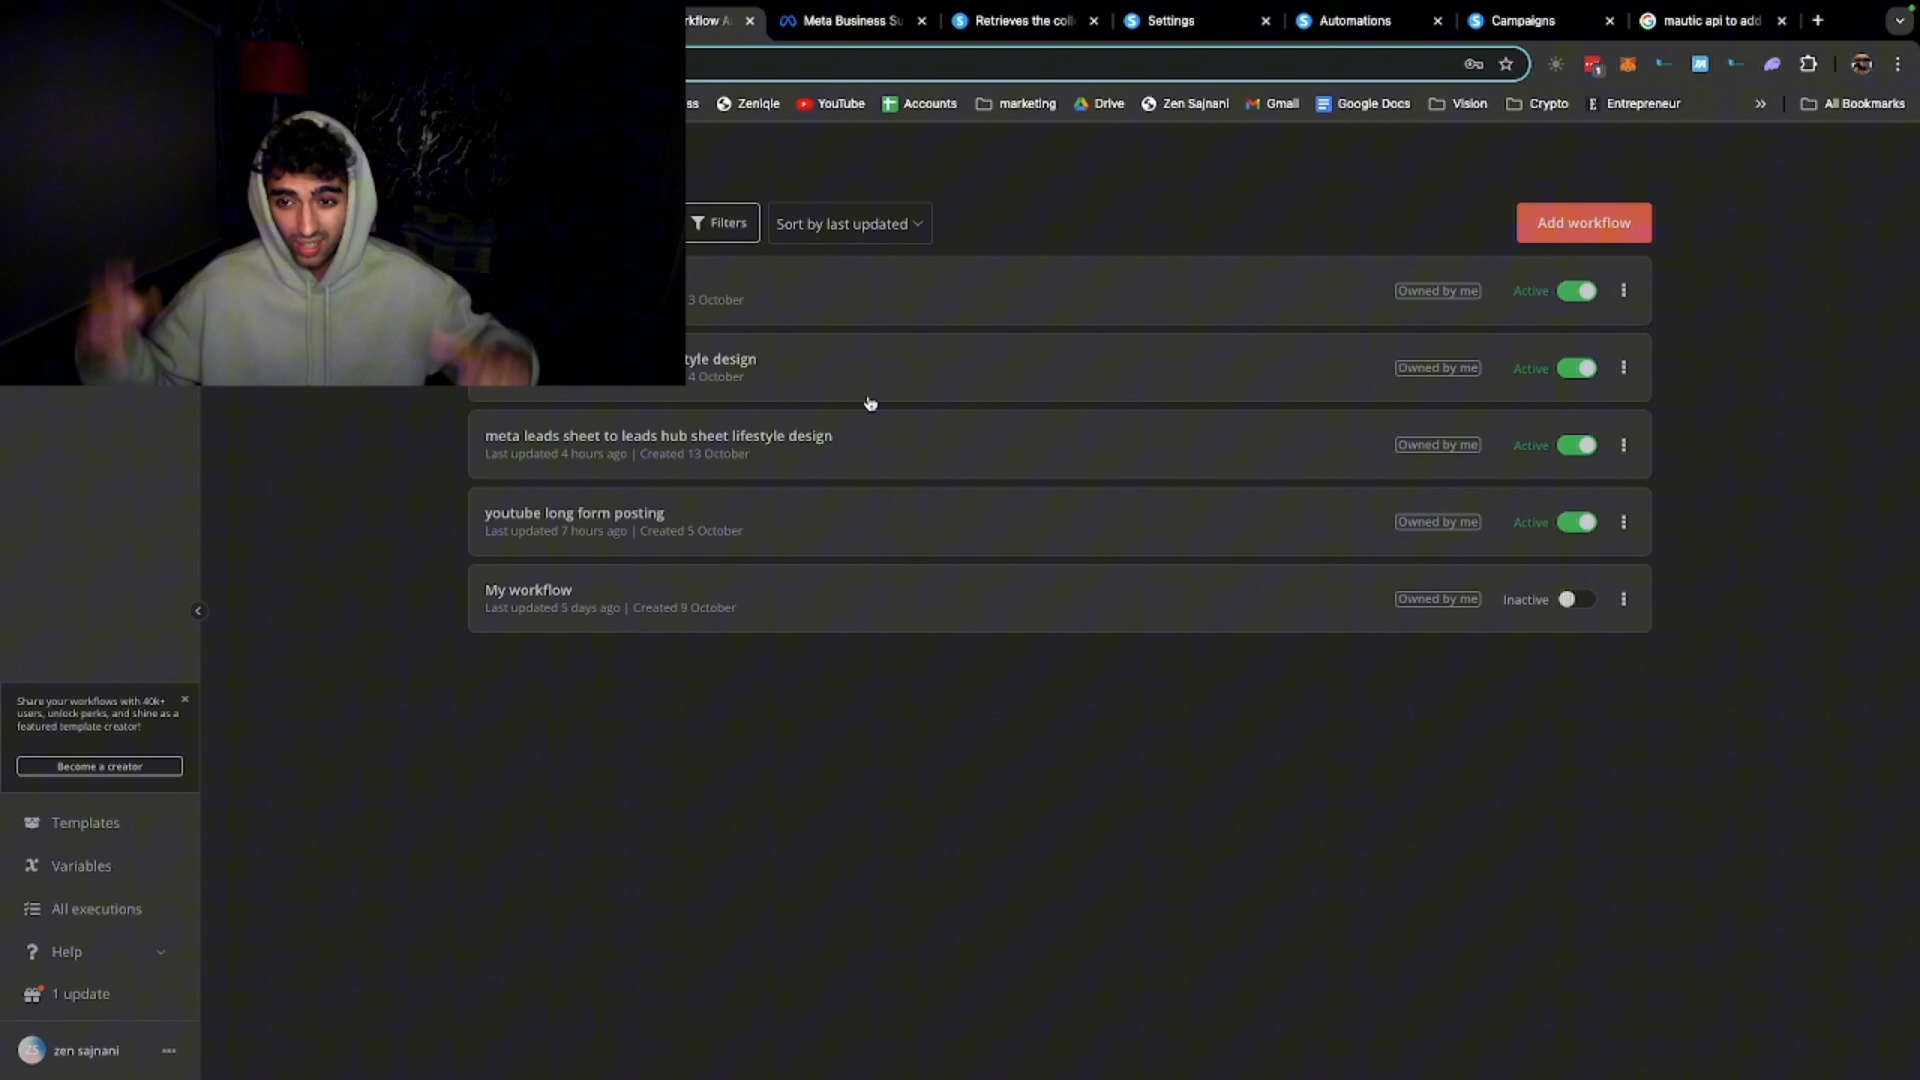 rkflow A
Meta Business Su
Retrieves the coll
Settings
Automations
Campaigns
mautic api to add
1
ss
Zeniqle
YouTube
Accounts
marketing
Drive
Zen Sajnani
Gmail
Google Docs
Vision
Crypto
Entrepreneur
All Bookmarks
Filters
Sort by last updated
Add workflow
3 October
Owned by me
Active
tyle design
4 October
Owned by me
Active
meta leads sheet to leads hub sheet lifestyle design
Last updated 4 hours ago | Created 13 October
Owned by me
Active
youtube long form posting
Last updated 7 hours ago | Created 5 October
Owned by me
Active
My workflow
Last updated 5 days ago | Created 9 October
Owned by me
Inactive
Share your workflows with 40k+
users, unlock perks, and shine as a
featured template creator!
Become a creator
Templates
Variables
All executions
Help
1 update
ZS
zen sajnani